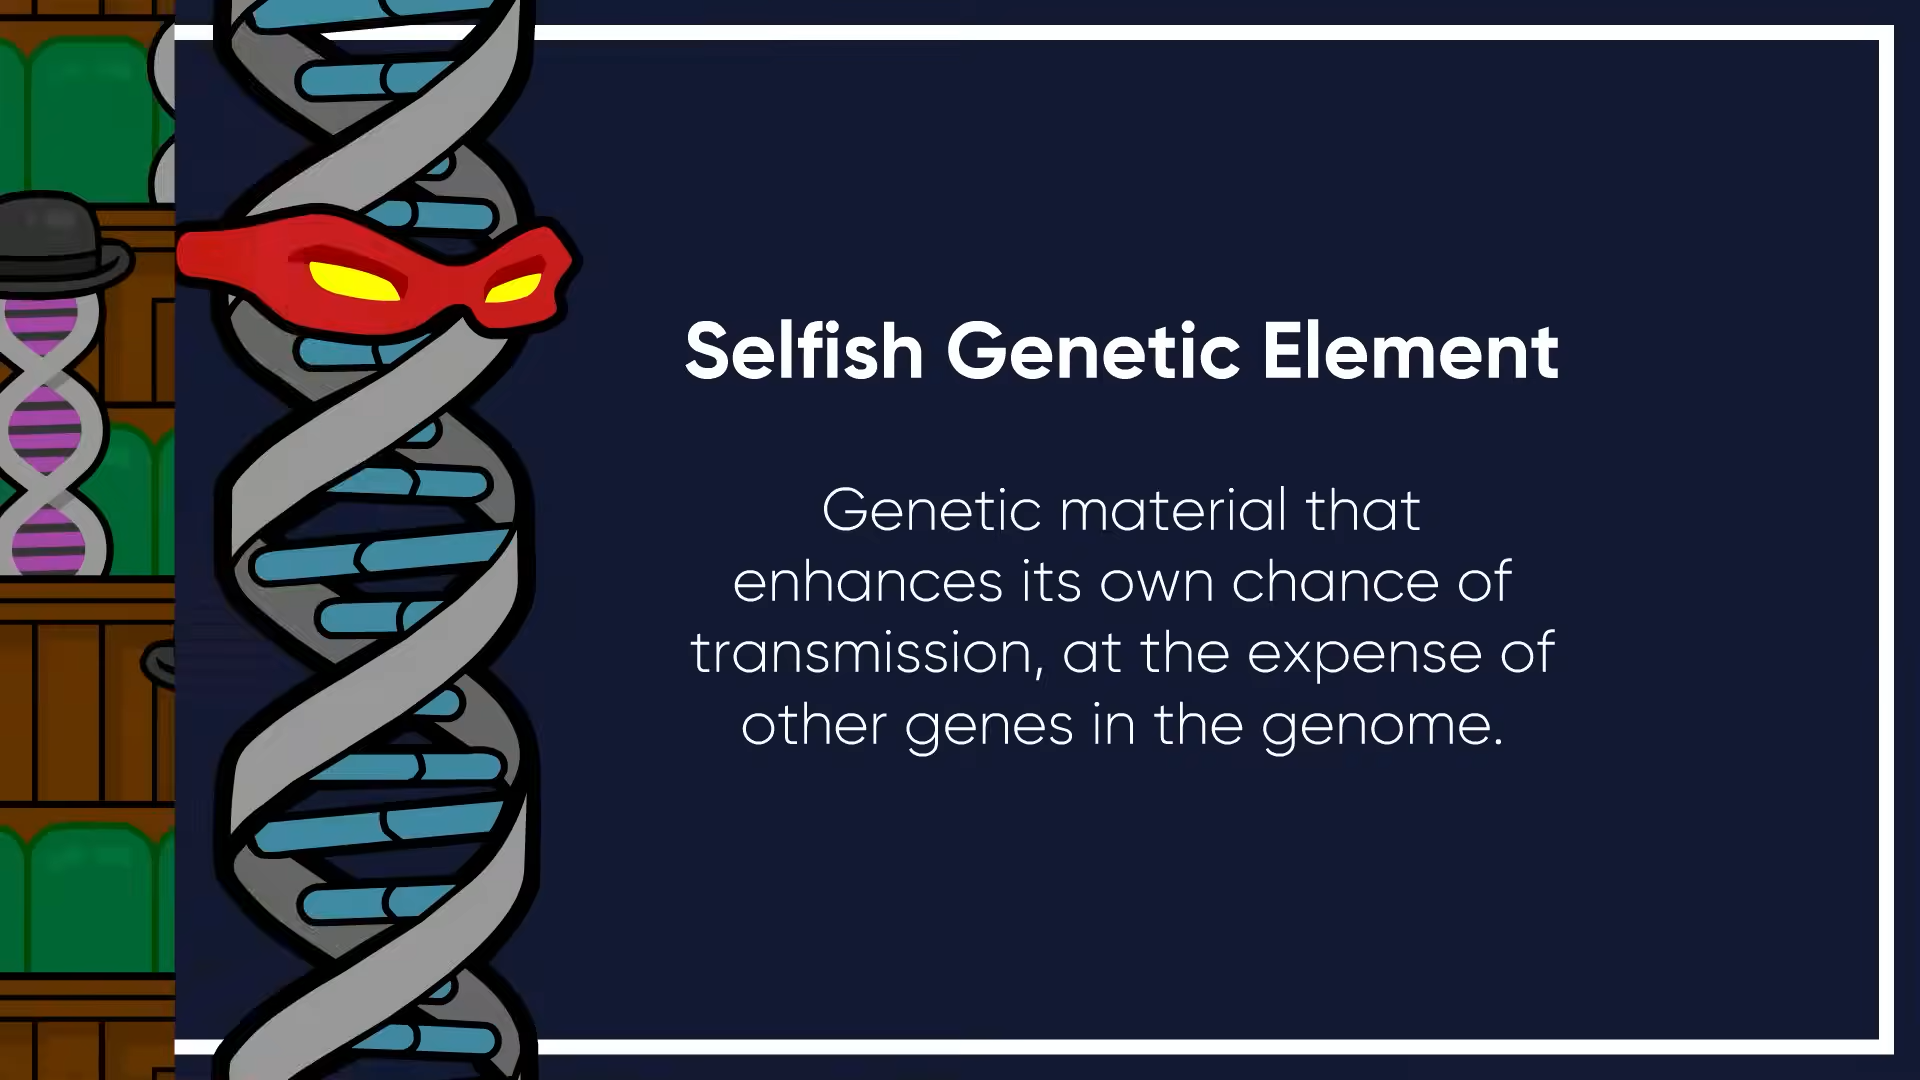 Selfish Genetic Element
Genetic material that
enhances its own chance of
transmission, at the expense of
other genes in the genome.